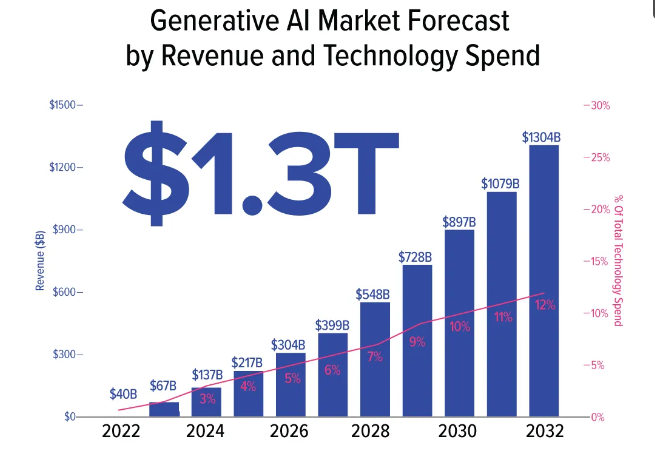 Generative AI Market Forecast
by Revenue and Technology Spend
$1500
$1200
$900
$600
$300
$0
Revenue ($B)
$1.3T
$40B
$67B
$137B
$217B
$304B
$399B
$548B
$728B
$897B
$1079B
$1304B
3%
4%
5%
6%
7%
9%
10%
11%
12%
30%
25%
20%
15%
10%
5%
0%
% Of Total Technology Spend
2022
2024
2026
2028
2030
2032